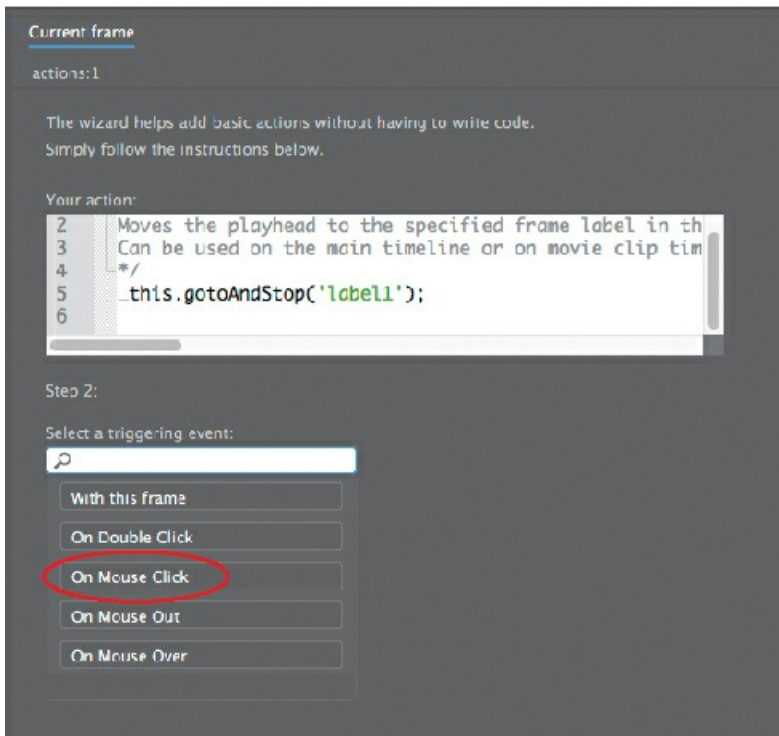 Current frame
actions:1
The wizard helps add basic actions without having to write code.
Simply follow the instructions below.
Your action:
2 Moves the playhead to the specified frame label in th
3 Can be used on the main timeline or on movie clip tim
4 */
5 _this.gotoAndStop('label1');
6
Step 2:
Select a triggering event:
With this frame
On Double Click
On Mouse Click
On Mouse Out
On Mouse Over